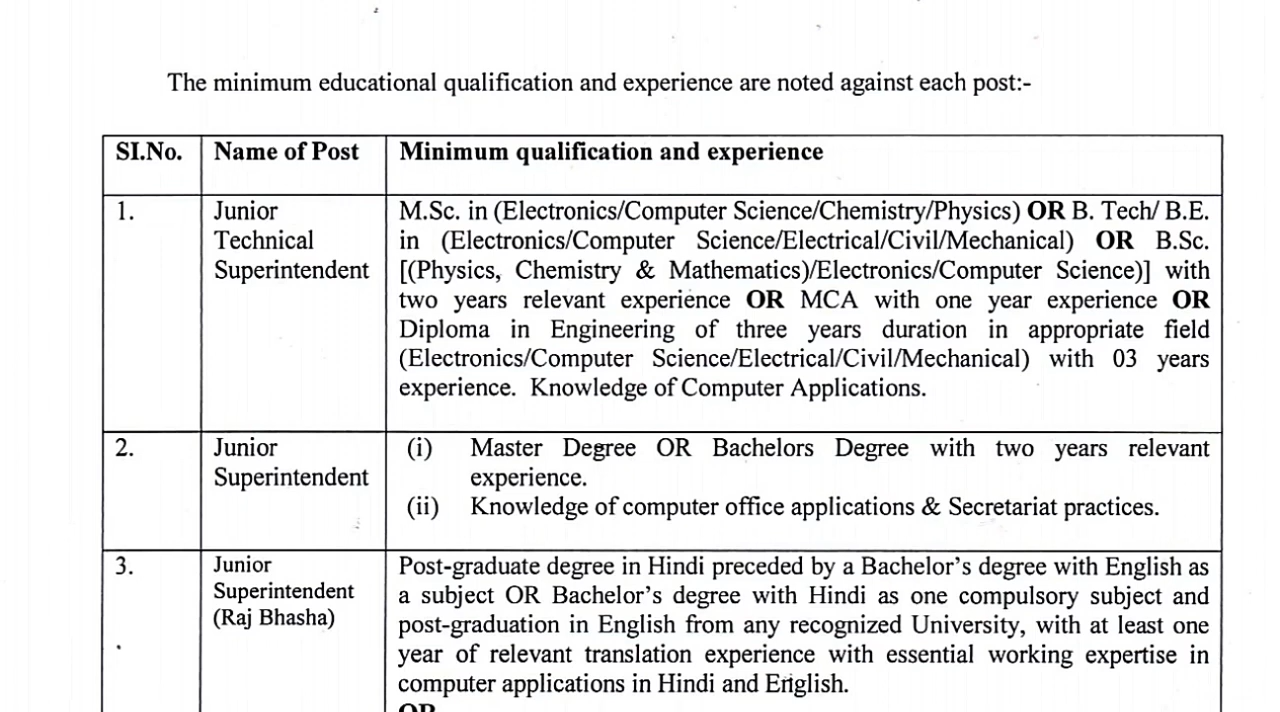 The minimum educational qualification and experience are noted against each post:-
SI.No. Name of Post Minimum qualification and experience
1. Junior Technical Superintendent
M.Sc. in (Electronics/Computer Science/Chemistry/Physics) OR B. Tech/ B.E.
in (Electronics/Computer Science/Electrical/Civil/Mechanical) OR B.Sc.
[(Physics, Chemistry & Mathematics)/Electronics/Computer Science)] with
two years relevant experience OR MCA with one year experience OR
Diploma in Engineering of three years duration in appropriate field
(Electronics/Computer Science/Electrical/Civil/Mechanical) with 03 years
experience. Knowledge of Computer Applications.
2. Junior Superintendent
(i) Master Degree OR Bachelors Degree with two years relevant
experience.
(ii) Knowledge of computer office applications & Secretariat practices.
3. Junior Superintendent (Raj Bhasha)
Post-graduate degree in Hindi preceded by a Bachelor's degree with English as
a subject OR Bachelor's degree with Hindi as one compulsory subject and
post-graduation in English from any recognized University, with at least one
year of relevant translation experience with essential working expertise in
computer applications in Hindi and English.
OR